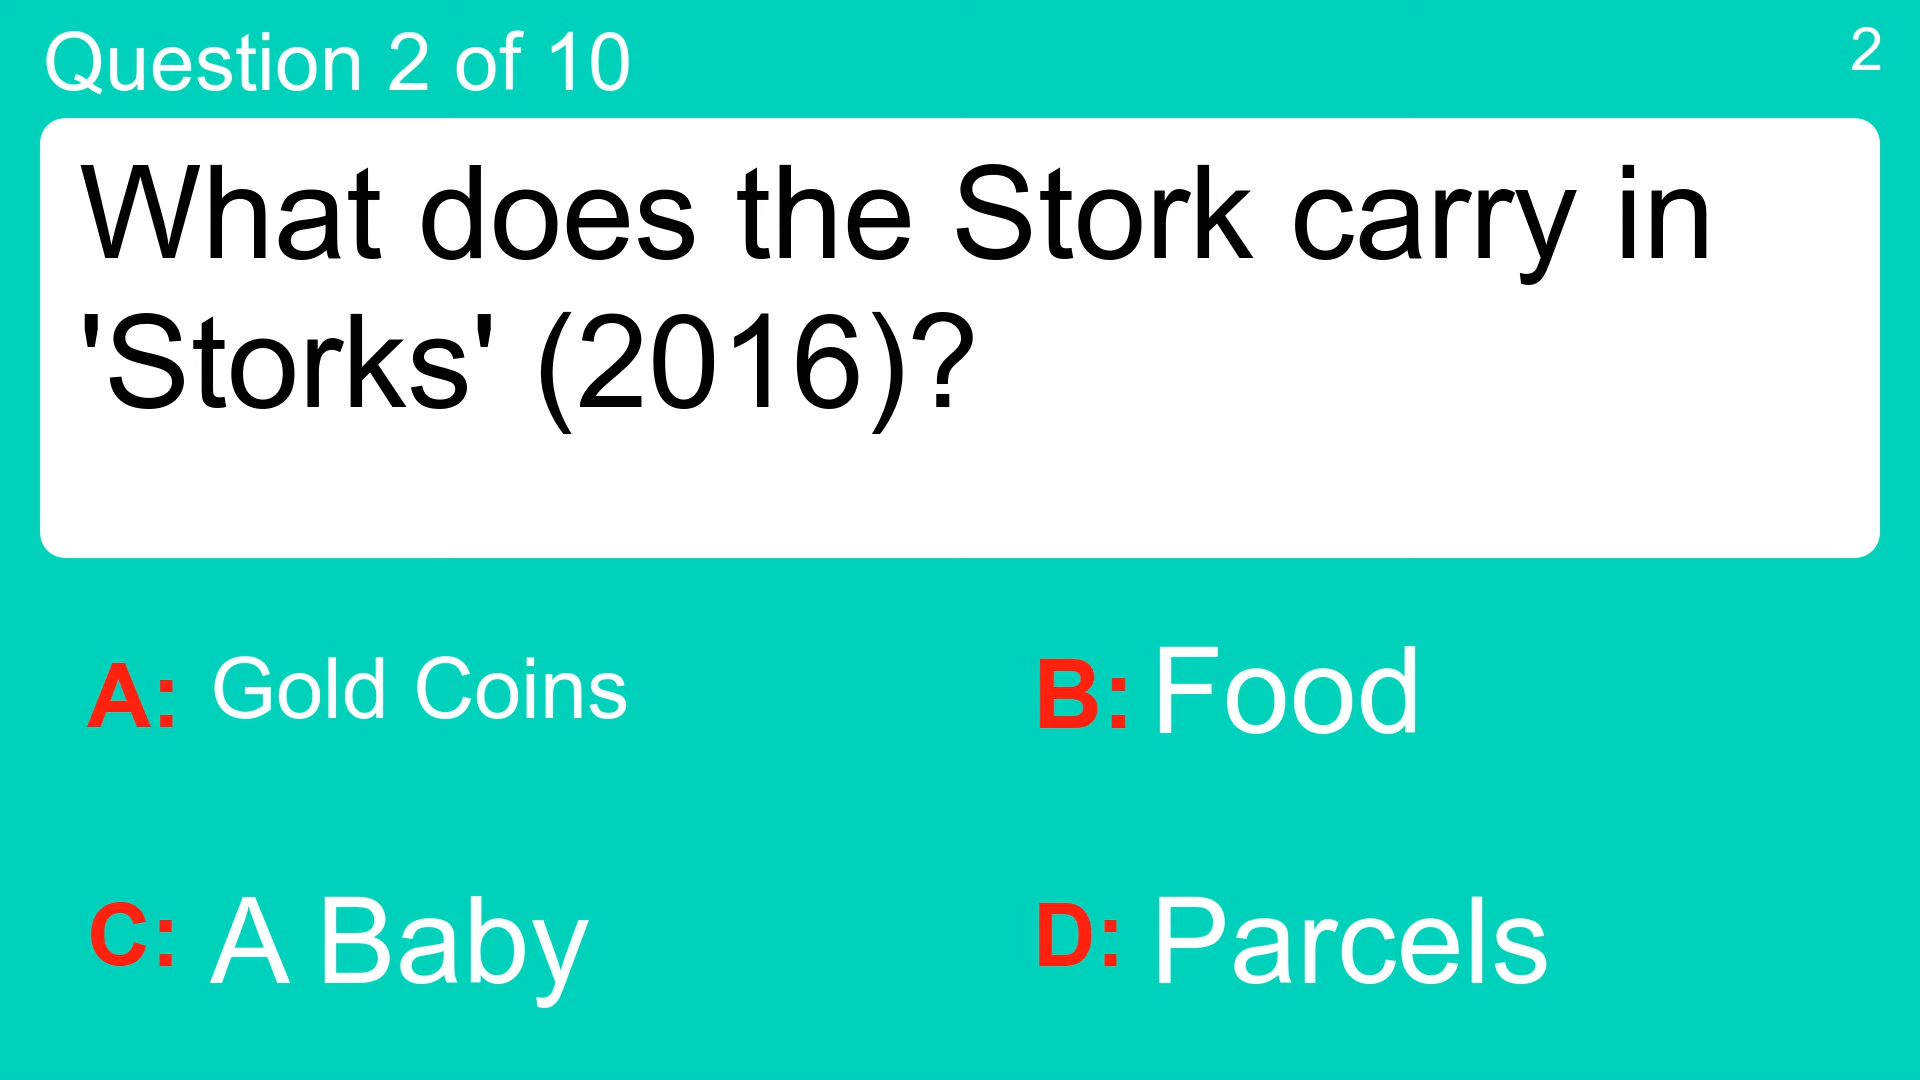 Question 2 of 10
2
What does the Stork carry in
'Storks' (2016)?
A: Gold Coins
B: Food
C: A Baby
D: Parcels